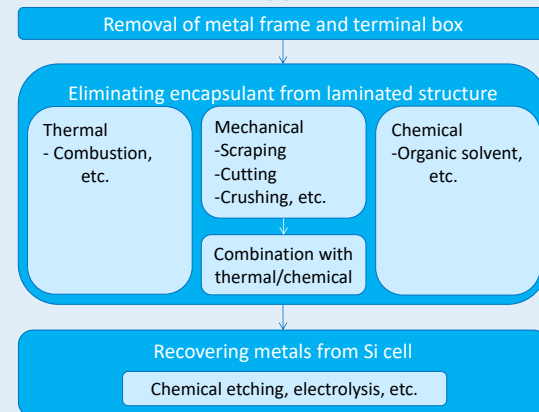 Removal of metal frame and terminal box
Eliminating encapsulant from laminated structure
Thermal
- Combustion,
etc.
Mechanical
-Scraping
-Cutting
-Crushing, etc.
Combination with
thermal/chemical
Chemical
-Organic solvent,
etc.
Recovering metals from Si cell
Chemical etching, electrolysis, etc.